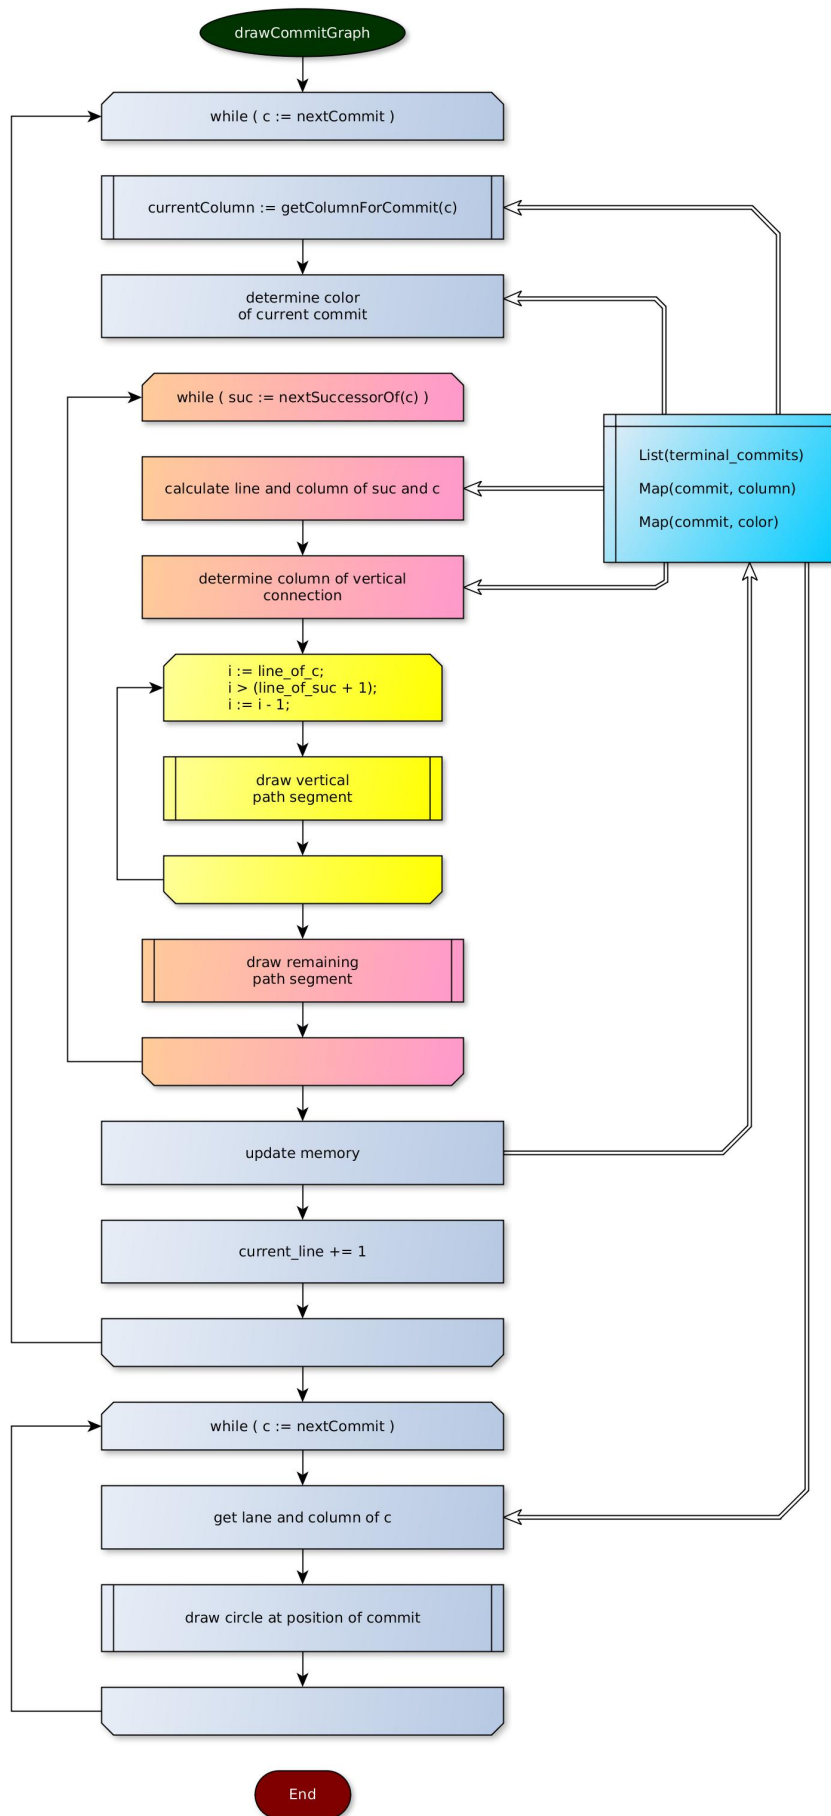 drawCommitGraph
while ( c := nextCommit )
currentColumn := getColumnForCommit(c)
determine color
of current commit
while ( suc := nextSuccessorOf(c) )
List(terminal_commits)
Map(commit, column)
Map(commit, color)
calculate line and column of suc and c
determine column of vertical
connection
i := line_of_c;
i > (line_of_suc + 1);
i := i - 1;
draw vertical
path segment
draw remaining
path segment
update memory
current_line += 1
while ( c := nextCommit )
get lane and column of c
draw circle at position of commit
End